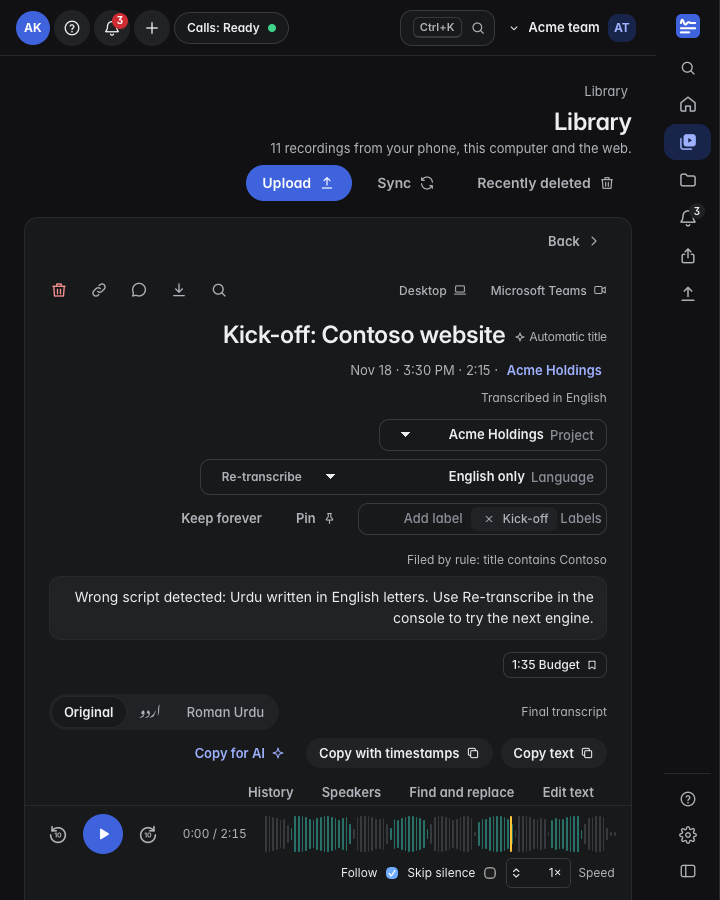 AK
3
Calls: Ready
Ctrl+K
Acme team
AT
Library
Library
11 recordings from your phone, this computer and the web.
Upload
Sync
Recently deleted
3
Back
Desktop
Microsoft Teams
Kick-off: Contoso website
Automatic title
Nov 18 · 3:30 PM · 2:15 · Acme Holdings
Transcribed in English
Acme Holdings Project
Re-transcribe
English only Language
Keep forever
Pin
Add label
× Kick-off
Labels
Filed by rule: title contains Contoso
Wrong script detected: Urdu written in English letters. Use Re-transcribe in the
console to try the next engine.
1:35 Budget
Original
اردو
Roman Urdu
Final transcript
Copy for AI
Copy with timestamps
Copy text
History
Speakers
Find and replace
Edit text
10
10
0:00 / 2:15
Follow
Skip silence
1×
Speed